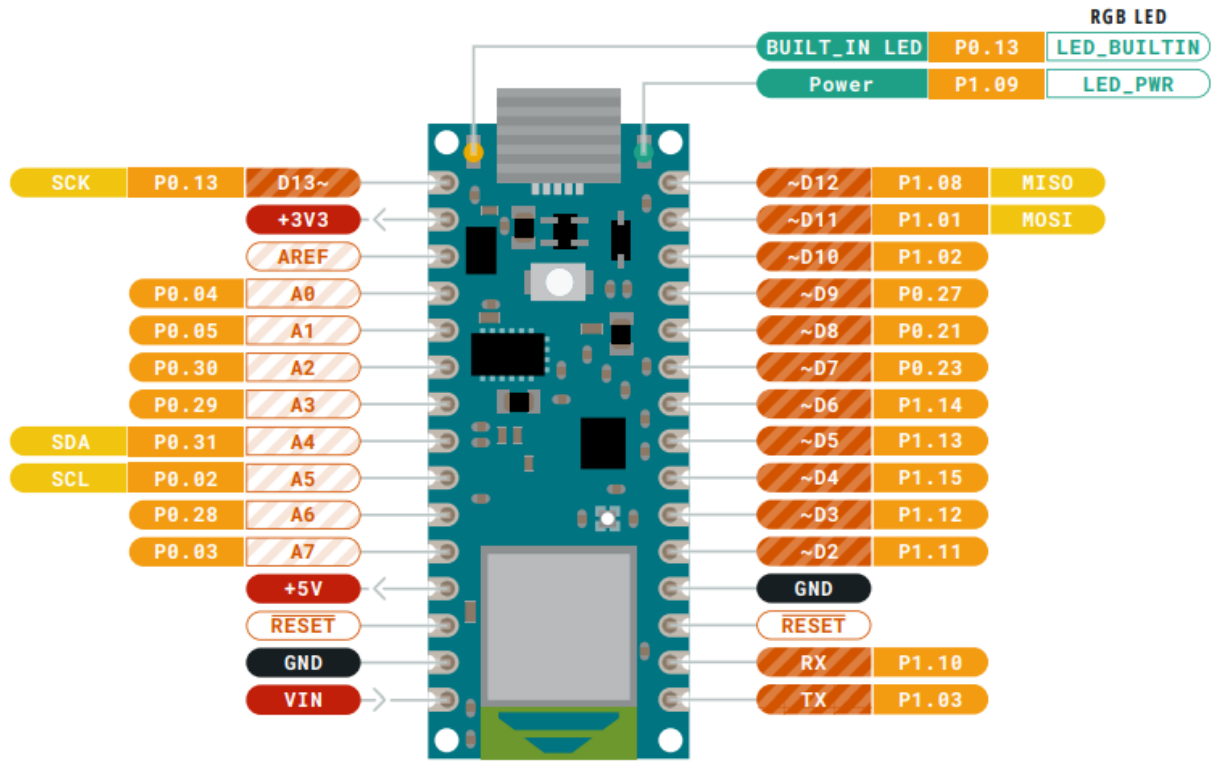 RGB LED
BUILT_IN LED P0.13 LED_BUILTIN
Power P1.09 LED_PWR
SCK P0.13 D13~
+3V3
AREF
P0.04 A0
P0.05 A1
P0.30 A2
P0.29 A3
SDA P0.31 A4
SCL P0.02 A5
P0.28 A6
P0.03 A7
+5V
RESET
GND
VIN
~D12 P1.08 MISO
~D11 P1.01 MOSI
~D10 P1.02
~D9 P0.27
~D8 P0.21
~D7 P0.23
~D6 P1.14
~D5 P1.13
~D4 P1.15
~D3 P1.12
~D2 P1.11
GND
RESET
RX P1.10
TX P1.03